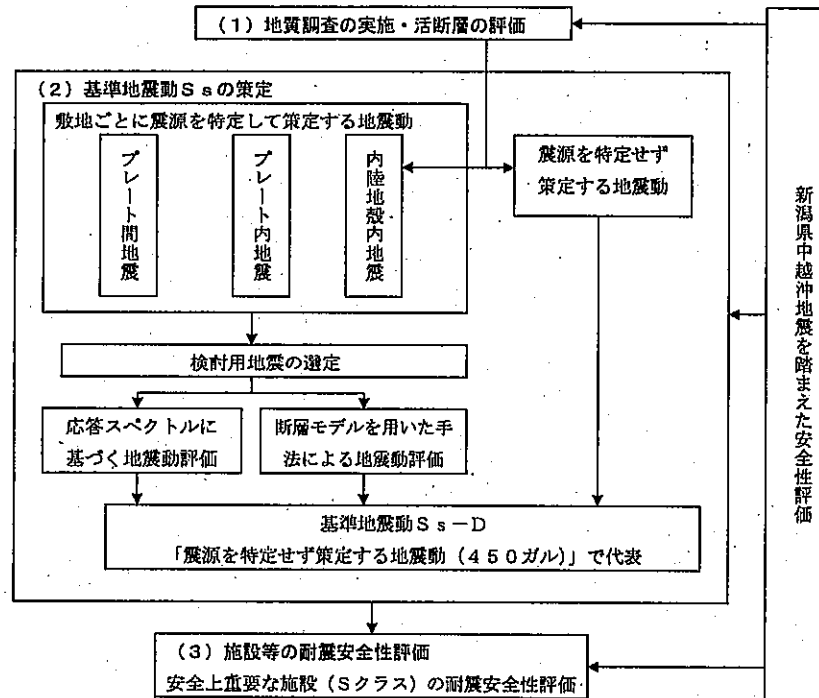 (1)地質調査の実施・活断層の評価
(2)基準地震動Ssの策定
敷地ごとに震源を特定して策定する地震動
プレート間地震
プレート内地震
内陸地殻内地震
震源を特定せず
策定する地震動
検討用地震の選定
応答スペクトルに
基づく地震動評価
断層モデルを用いた手
法による地震動評価
基準地震動Ss-D
「震源を特定せず策定する地震動(450ガル)」で代表
(3)施設等の耐震安全性評価
安全上重要な施設(Sクラス)の耐震安全性評価
新潟県中越沖地震を踏まえた安全性評価